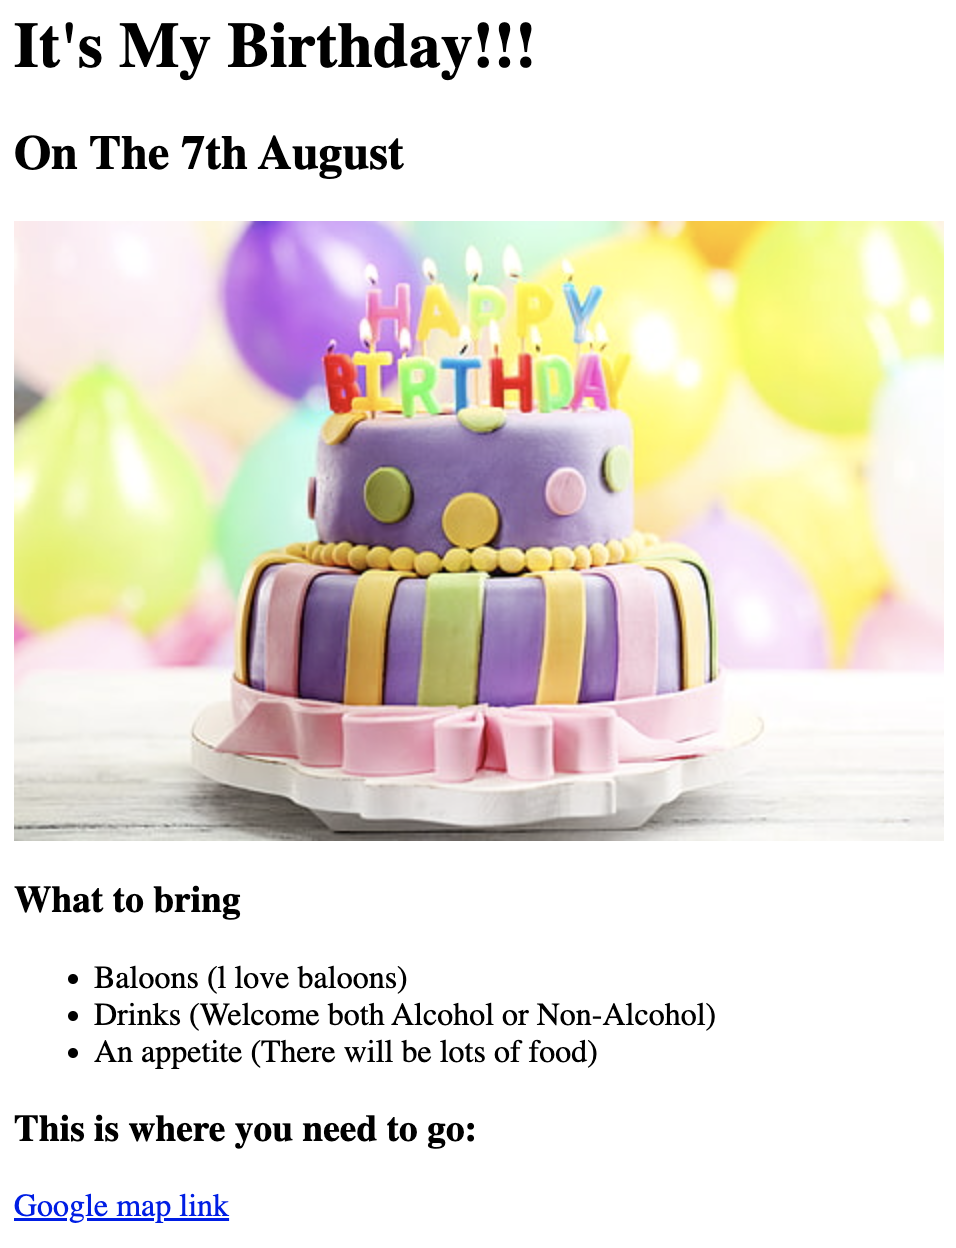 It's My Birthday!!!
On The 7th August
HAPPY
BIRTHDAY
What to bring
Baloons (l love baloons)
Drinks (Welcome both Alcohol or Non-Alcohol)
An appetite (There will be lots of food)
This is where you need to go:
Google map link